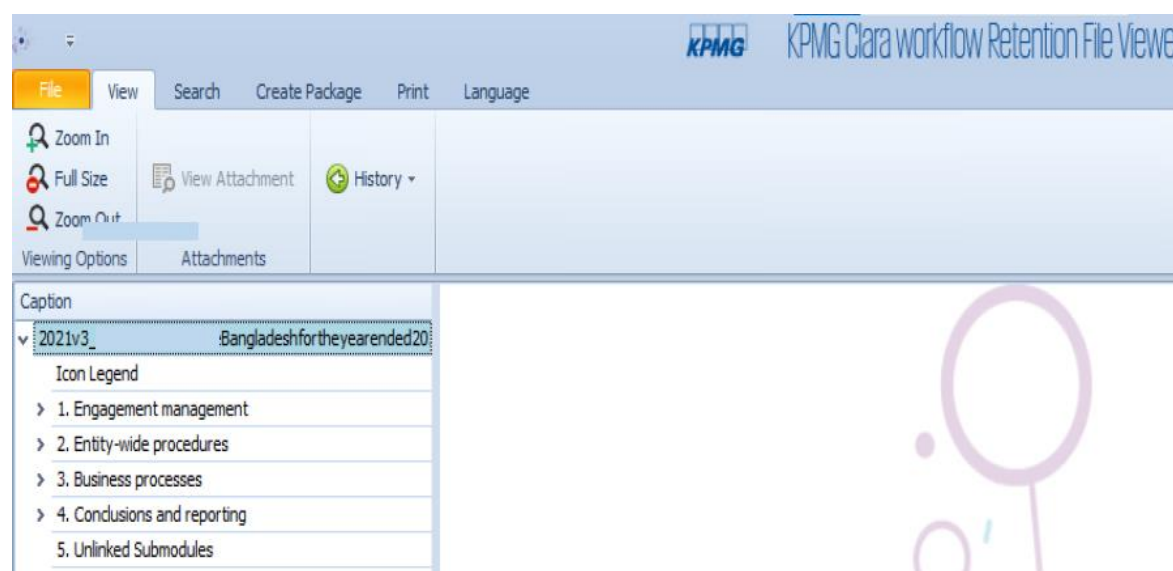 KPMG KPMG Clara workflow Retention File Viewe
File View Search Create Package Print Language
Zoom In
Full Size View Attachment History
Zoom Out
Viewing Options Attachments
Caption
2021v3_ :Bangladeshfortheyearended20
Icon Legend
1. Engagement management
2. Entity-wide procedures
3. Business processes
4. Conclusions and reporting
5. Unlinked Submodules